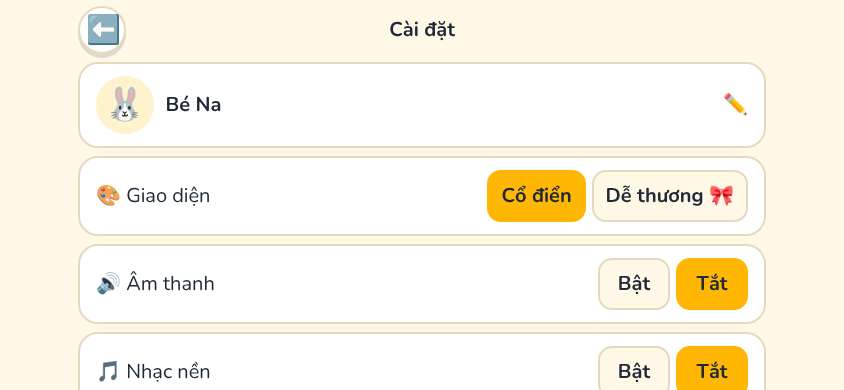 Cài đặt
Bé Na
Giao diện Cổ điển Dễ thương
Âm thanh Bật Tắt
Nhạc nền Bật Tắt